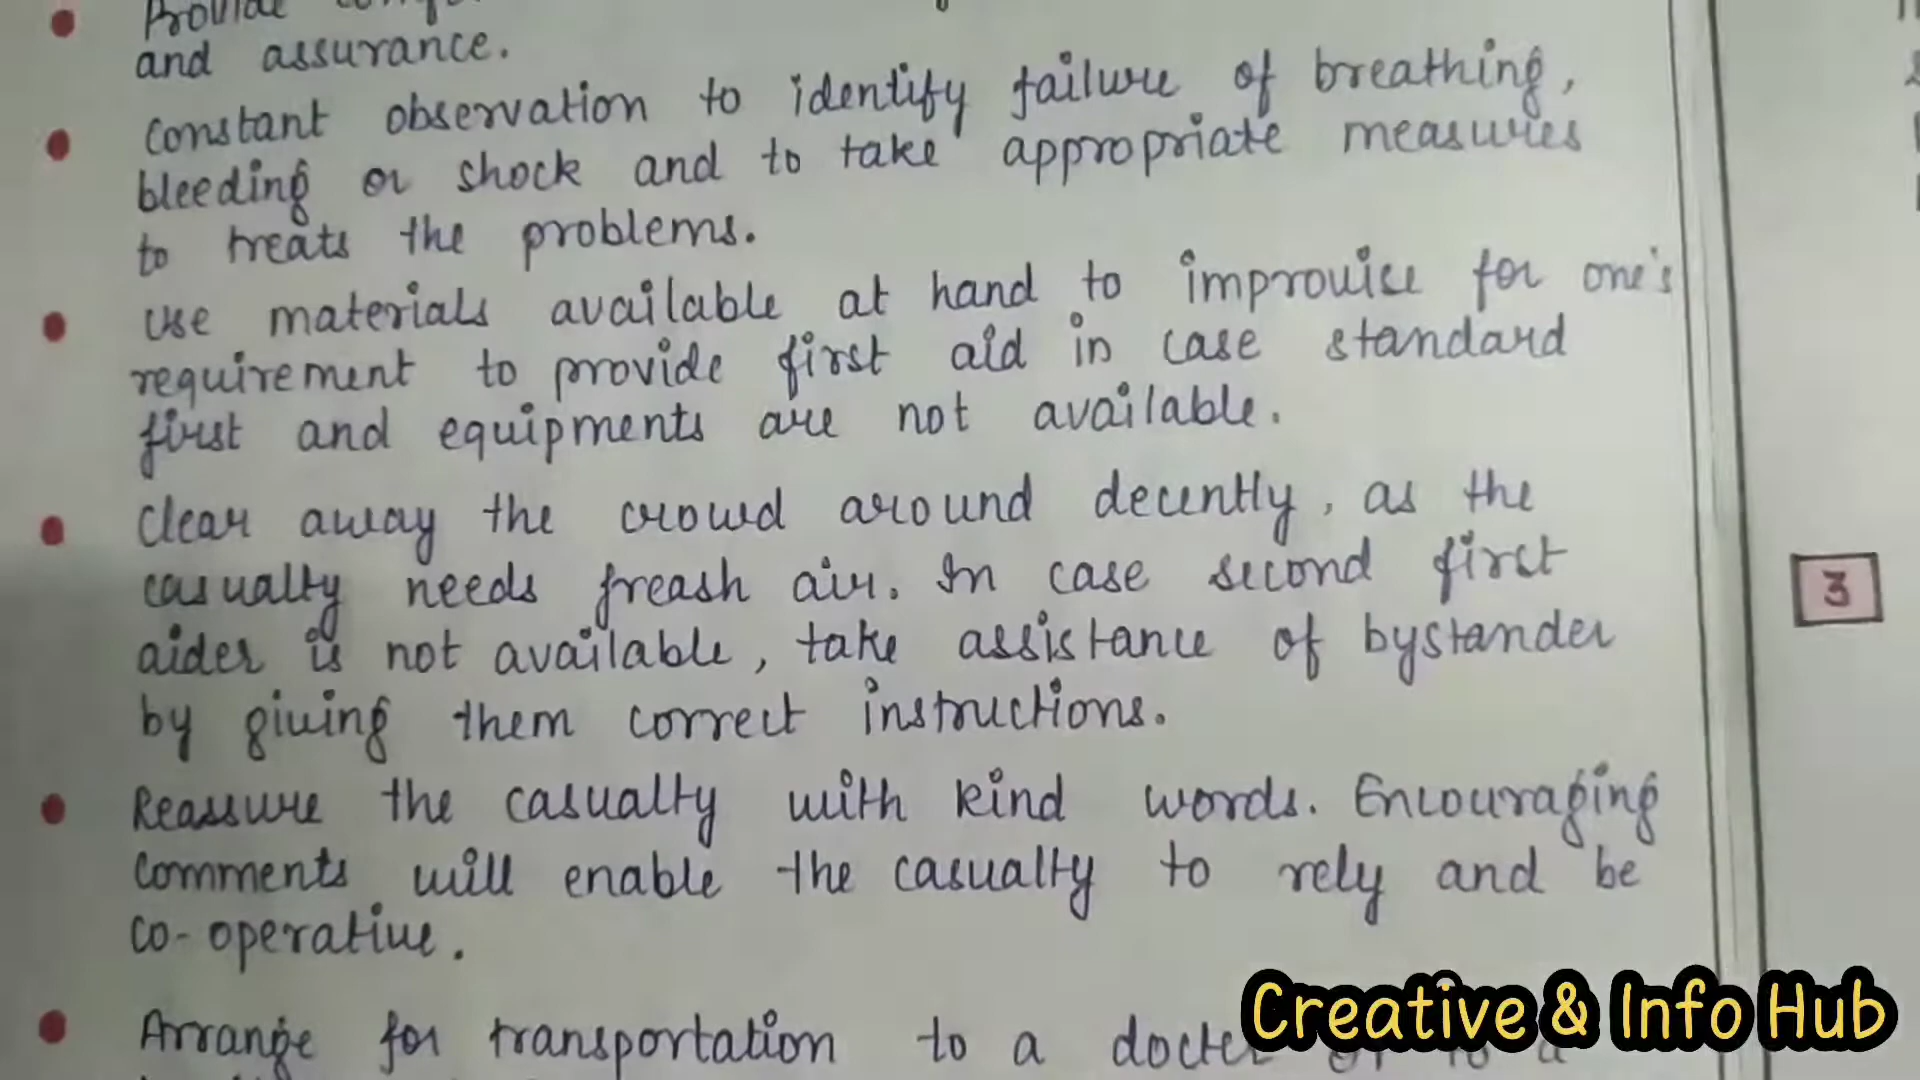 Provide
and assurance.
Constant observation to identify failure of breathing,
bleeding or shock and to take appropriate measures
to treats the problems.
Use materials available at hand to improvise for one's
requirement to provide first aid in case standard
first and equipments are not available.
Clear away the crowd around decently, as the
casualty needs freash air. In case second first
aider is not available, take assistance of bystander
by giving them correct instructions.
3
Reassure the casualty with kind words. Encouraging
comments will enable the casualty to rely and be
co-operative.
Arrange for transportation to a doctor or to a
Creative & Info Hub